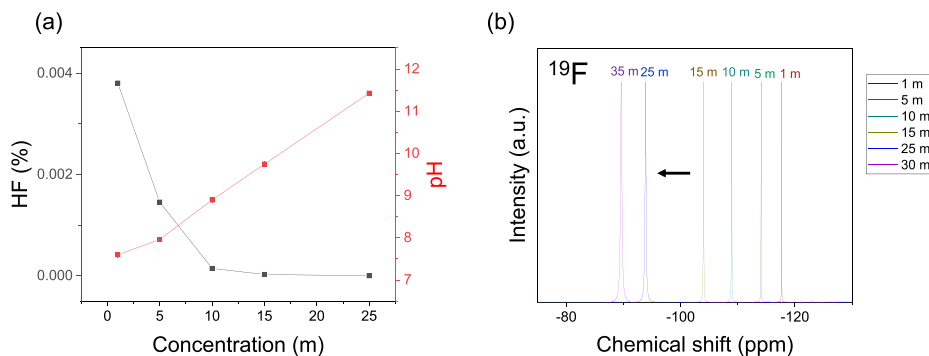 (a)
HF (%)
0.004
0.002
0.000
12
11
10
9
8
7
pH
0 5 10 15 20 25
Concentration (m)
(b)
19F
35 m 25 m 15 m 10 m 5 m 1 m
Intensity (a.u.)
-80 -100 -120
Chemical shift (ppm)
1 m
5 m
10 m
15 m
25 m
30 m